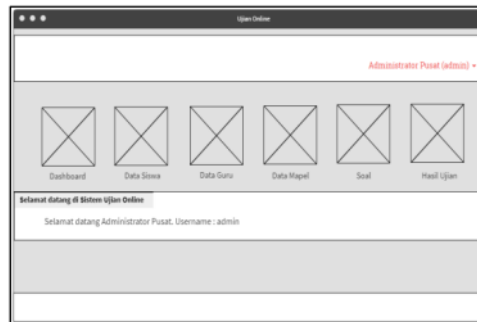 Ujian Online
Administrator Pusat (admin)
Dashboard Data Siswa Data Guru Data Mapel Soal Hasil Ujian
Selamat datang di Sistem Ujian Online
Selamat datang Administrator Pusat. Username : admin